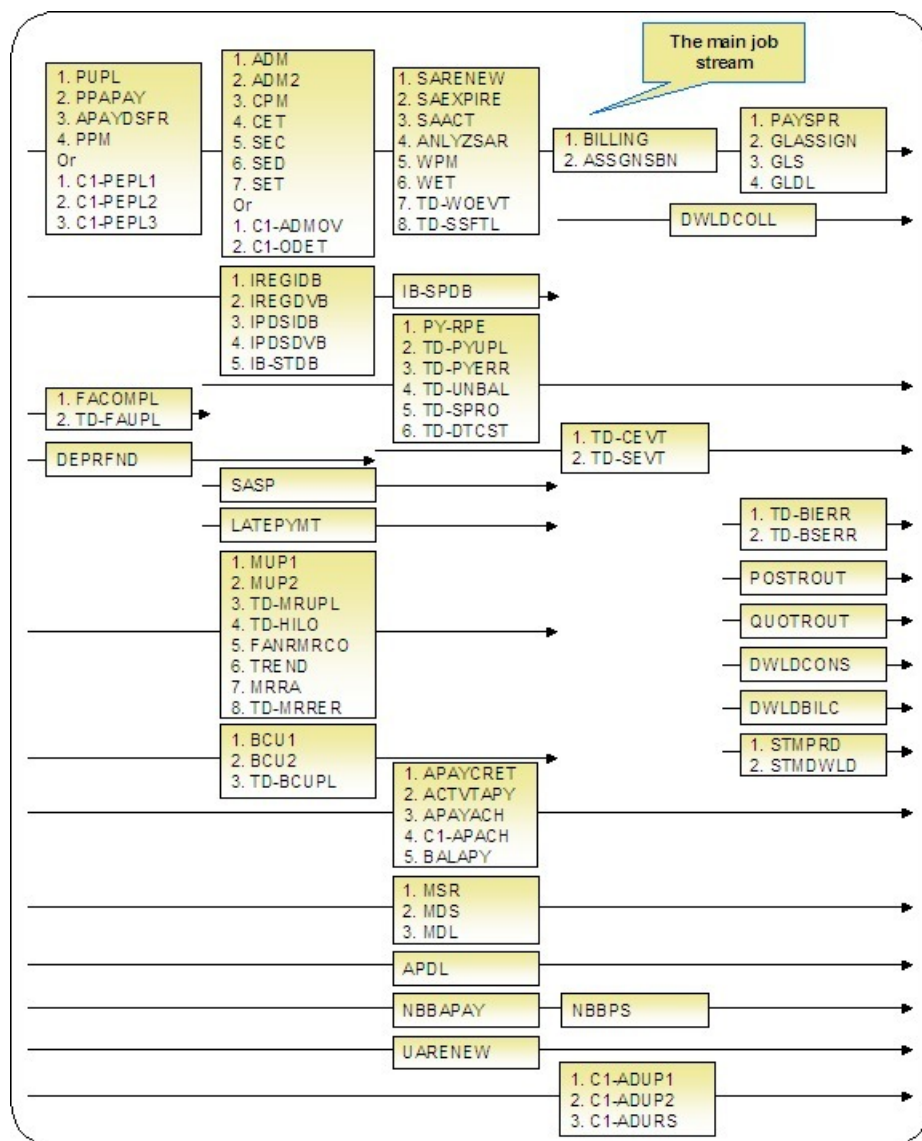 The main job
stream
1. PUPL
2. PPAPAY
3. APAYDSFR
4. PPM
Or
1. C1-PEPL1
2. C1-PEPL2
3. C1-PEPL3
1. ADM
2. ADM2
3. CPM
4. CET
5. SEC
6. SED
7. SET
Or
1. C1-ADMOV
2. C1-ODET
1. SARENEW
2. SAEXPIRE
3. SAACT
4. ANLYZSAR
5. WPM
6. WET
7. TD-WOEVT
8. TD-SSFTL
1. BILLING
2. ASSGNSBN
1. PAYSPR
2. GLASSIGN
3. GLS
4. GLDL
DWLDCOLL
1. IREGIDB
2. IREGDVB
3. IPDSIDB
4. IPDSDVB
5. IB-STDB
IB-SPDB
1. PY-RPE
2. TD-PYUPL
3. TD-PYERR
4. TD-UNBAL
5. TD-SPRO
6. TD-DTCST
1. FACOMPL
2. TD-FAUPL
1. TD-CEVT
2. TD-SEVT
DEPRFND
SASP
LATEPYMT
1. TD-BIERR
2. TD-BSERR
1. MUP1
2. MUP2
3. TD-MRUPL
4. TD-HILO
5. FANRMRCO
6. TREND
7. MRRA
8. TD-MRRER
POSTROUT
QUOTROUT
DWLDCONS
DWLDBILC
1. BCU1
2. BCU2
3. TD-BCUPL
1. STMPRD
2. STMDWLD
1. APAYCRET
2. ACTVTAPY
3. APAYACH
4. C1-APACH
5. BALAPY
1. MSR
2. MDS
3. MDL
APDL
NBBAPAY
NBBPS
UARENEW
1. C1-ADUP1
2. C1-ADUP2
3. C1-ADURS